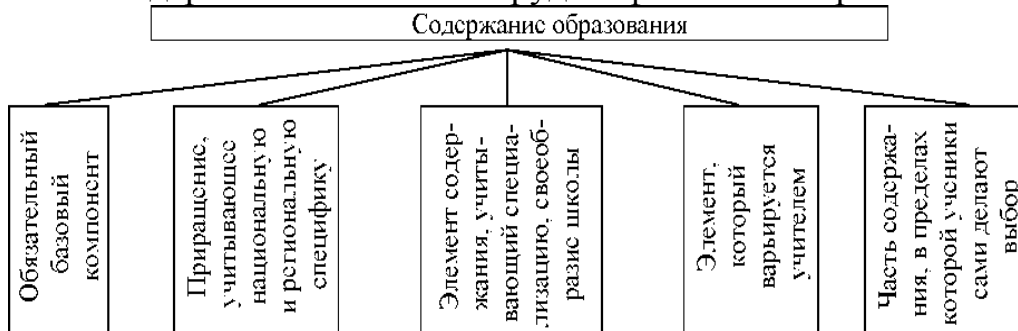 Содержание образования
Обязательный
базовый
компонент
Приращение,
учитывающее
национальную
и региональную
специфику
Элемент содер-
жания, учиты-
вающий специа-
лизацию, своеоб-
разие школы
Элемент,
который
варьируется
учителем
Часть содержа-
ния, в пределах
которой ученики
сами делают
выбор